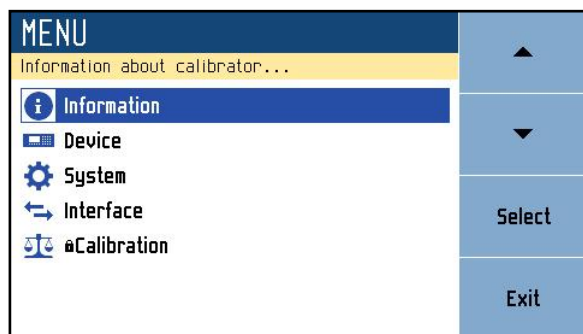 MENU
Information about calibrator...
Information
Device
System
Interface
Calibration
Select
Exit